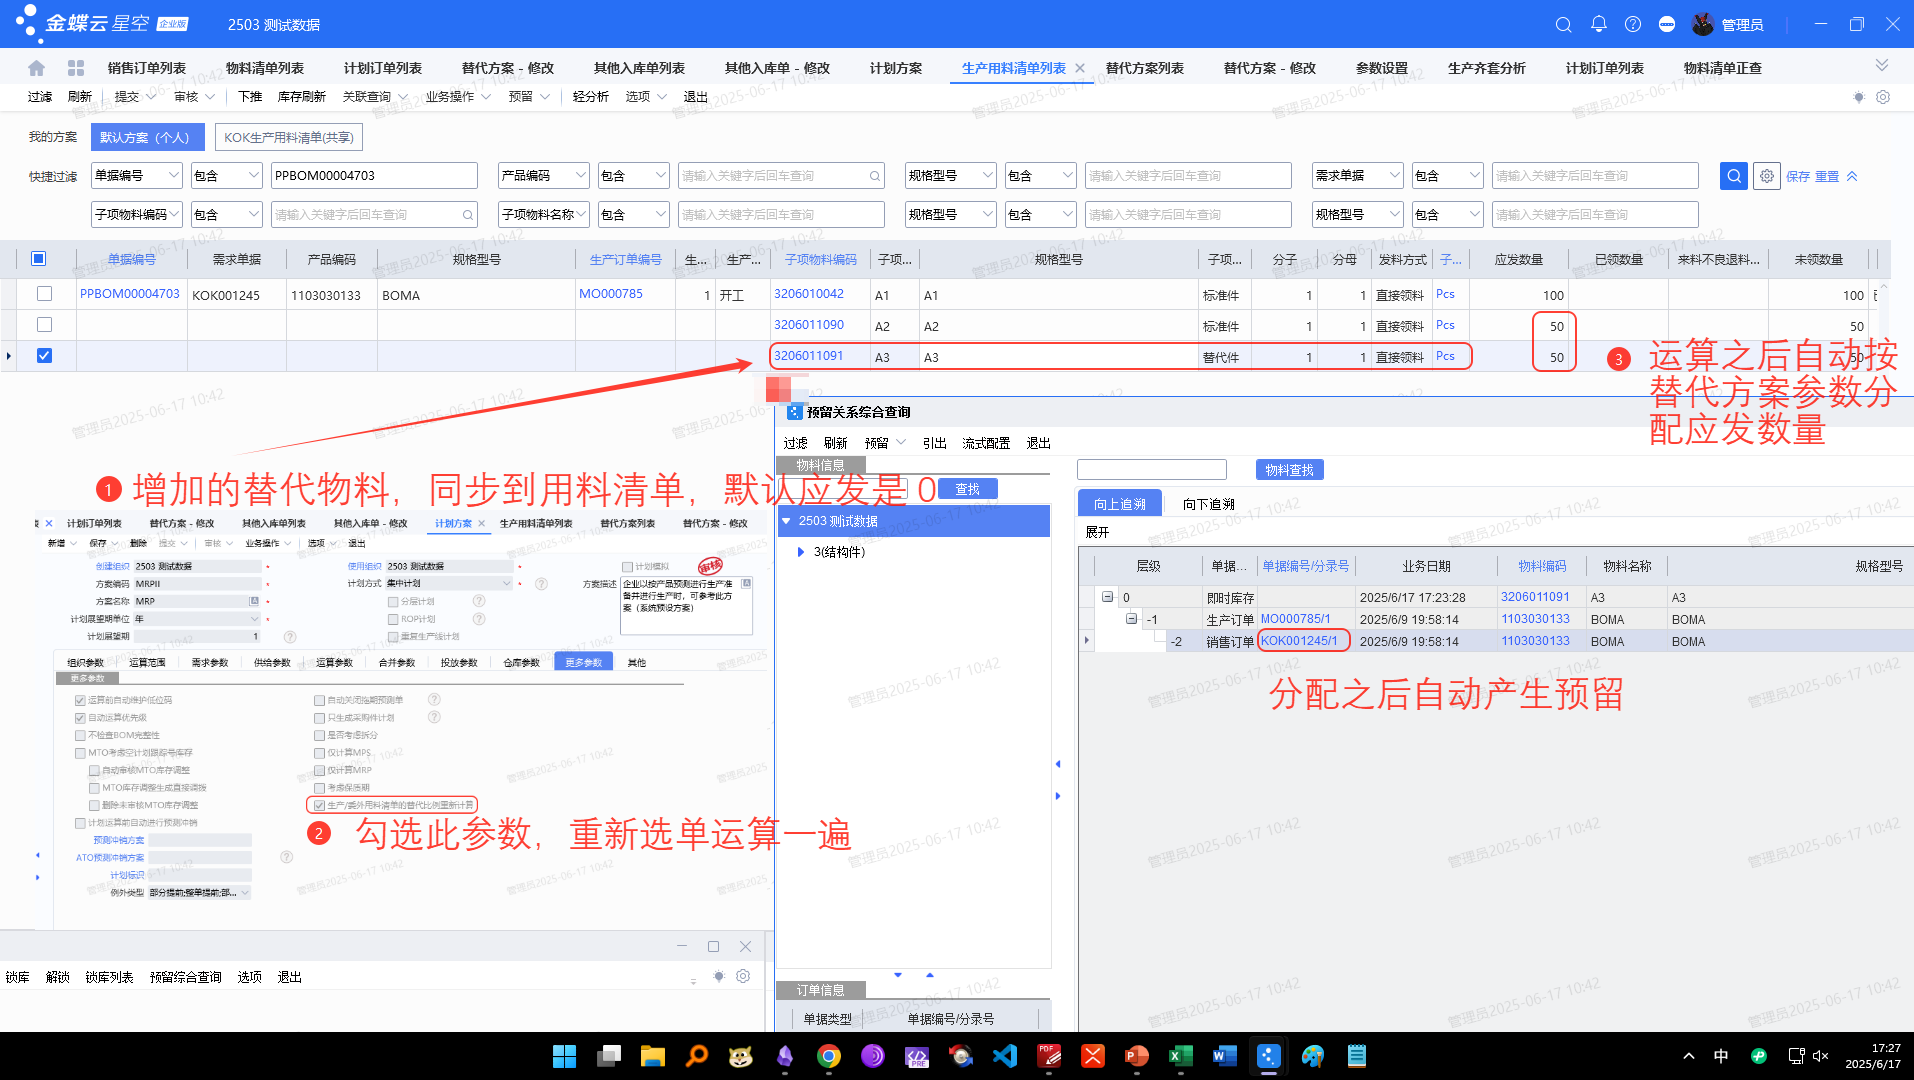 金蝶云 星空 企业版 2503 测试数据 管理员
销售订单列表 物料清单列表 计划订单列表 替代方案 - 修改 其他入库单列表 其他入库单 - 修改 计划方案 生产用料清单列表 替代方案列表 替代方案 - 修改 参数设置 生产齐套分析 计划订单列表 物料清单正查
过滤 刷新 提交 审核 下推 库存刷新 关联查询 业务操作 预留 轻分析 选项 退出
我的方案 默认方案（个人） KOK生产用料清单(共享)
快捷过滤 单据编号 包含 PPBOM00004703 产品编码 包含 请输入关键字后回车查询 规格型号 包含 请输入关键字后回车查询 需求单据 包含 请输入关键字后回车查询 保存 重置
子项物料编码 包含 请输入关键字后回车查询 子项物料名称 包含 请输入关键字后回车查询 规格型号 包含 请输入关键字后回车查询 规格型号 包含 请输入关键字后回车查询
单据编号 需求单据 产品编码 规格型号 生产订单编号 生... 生产... 子项物料编码 子项... 规格型号 子项... 分子 分母 发料方式 子... 应发数量 已领数量 来料不良退料... 未领数量
PPBOM00004703 KOK001245 1103030133 BOMA MO000785 1 开工 3206010042 A1 A1 标准件 1 1 直接领料 Pcs 100 100
3206011090 A2 A2 标准件 1 1 直接领料 Pcs 50 50
3206011091 A3 A3 替代件 1 1 直接领料 Pcs 50 50
3 运算之后自动按
替代方案参数分
配应发数量
1 增加的替代物料，同步到用料清单，默认应发是 0
计划订单列表 替代方案 - 修改 其他入库单列表 其他入库单 - 修改 计划方案 生产用料清单列表 替代方案列表 替代方案 - 修改
新增 保存 删除 提交 审核 业务操作 选项 退出
创建组织 2503 测试数据 * 使用组织 2503 测试数据 * 计划模拟 审核
方案编码 MRPII * 计划方式 集中计划 * 方案描述 企业以按产品预测进行生产准
备并进行生产时，可参考此方
案（系统预设方案）
方案名称 MRP * 分层计划
计划展望期单位 年 * ROP计划
计划展望期 1 重复生产线计划
组织参数 运算范围 需求参数 供给参数 运算参数 合并参数 投放参数 仓库参数 更多参数 其他
更多参数
运算前自动维护低位码 自动关闭拖期预测单
自动运算优先级 只生成采购件计划
不检查BOM完整性 是否考虑拆分
MTO考虑空计划跟踪号库存 仅计算MPS
自动审核MTO库存调整 仅计算MRP
MTO库存调整生成直接调拨 考虑保质期
删除未审核MTO库存调整 生产/委外用料清单的替代比例重新计算
计划运算前自动进行预测冲销
2 勾选此参数，重新选单运算一遍
预测冲销方案
ATO预测冲销方案
计划标识
例外类型 部分提前;整单提前;部...
锁库 解锁 锁库列表 预留综合查询 选项 退出
预留关系综合查询
过滤 刷新 预留 引出 流式配置 退出
物料信息
查找
2503 测试数据
3(结构件)
订单信息
单据类型 单据编号/分录号
物料查找
向上追溯 向下追溯
展开
层级 单据... 单据编号/分录号 业务日期 物料编码 物料名称 规格型号
0 即时库存 2025/6/17 17:23:28 3206011091 A3 A3
-1 生产订单 MO000785/1 2025/6/9 19:58:14 1103030133 BOMA BOMA
-2 销售订单 KOK001245/1 2025/6/9 19:58:14 1103030133 BOMA BOMA
分配之后自动产生预留
管理员2025-06-17 10:42
中 17:27
2025/6/17